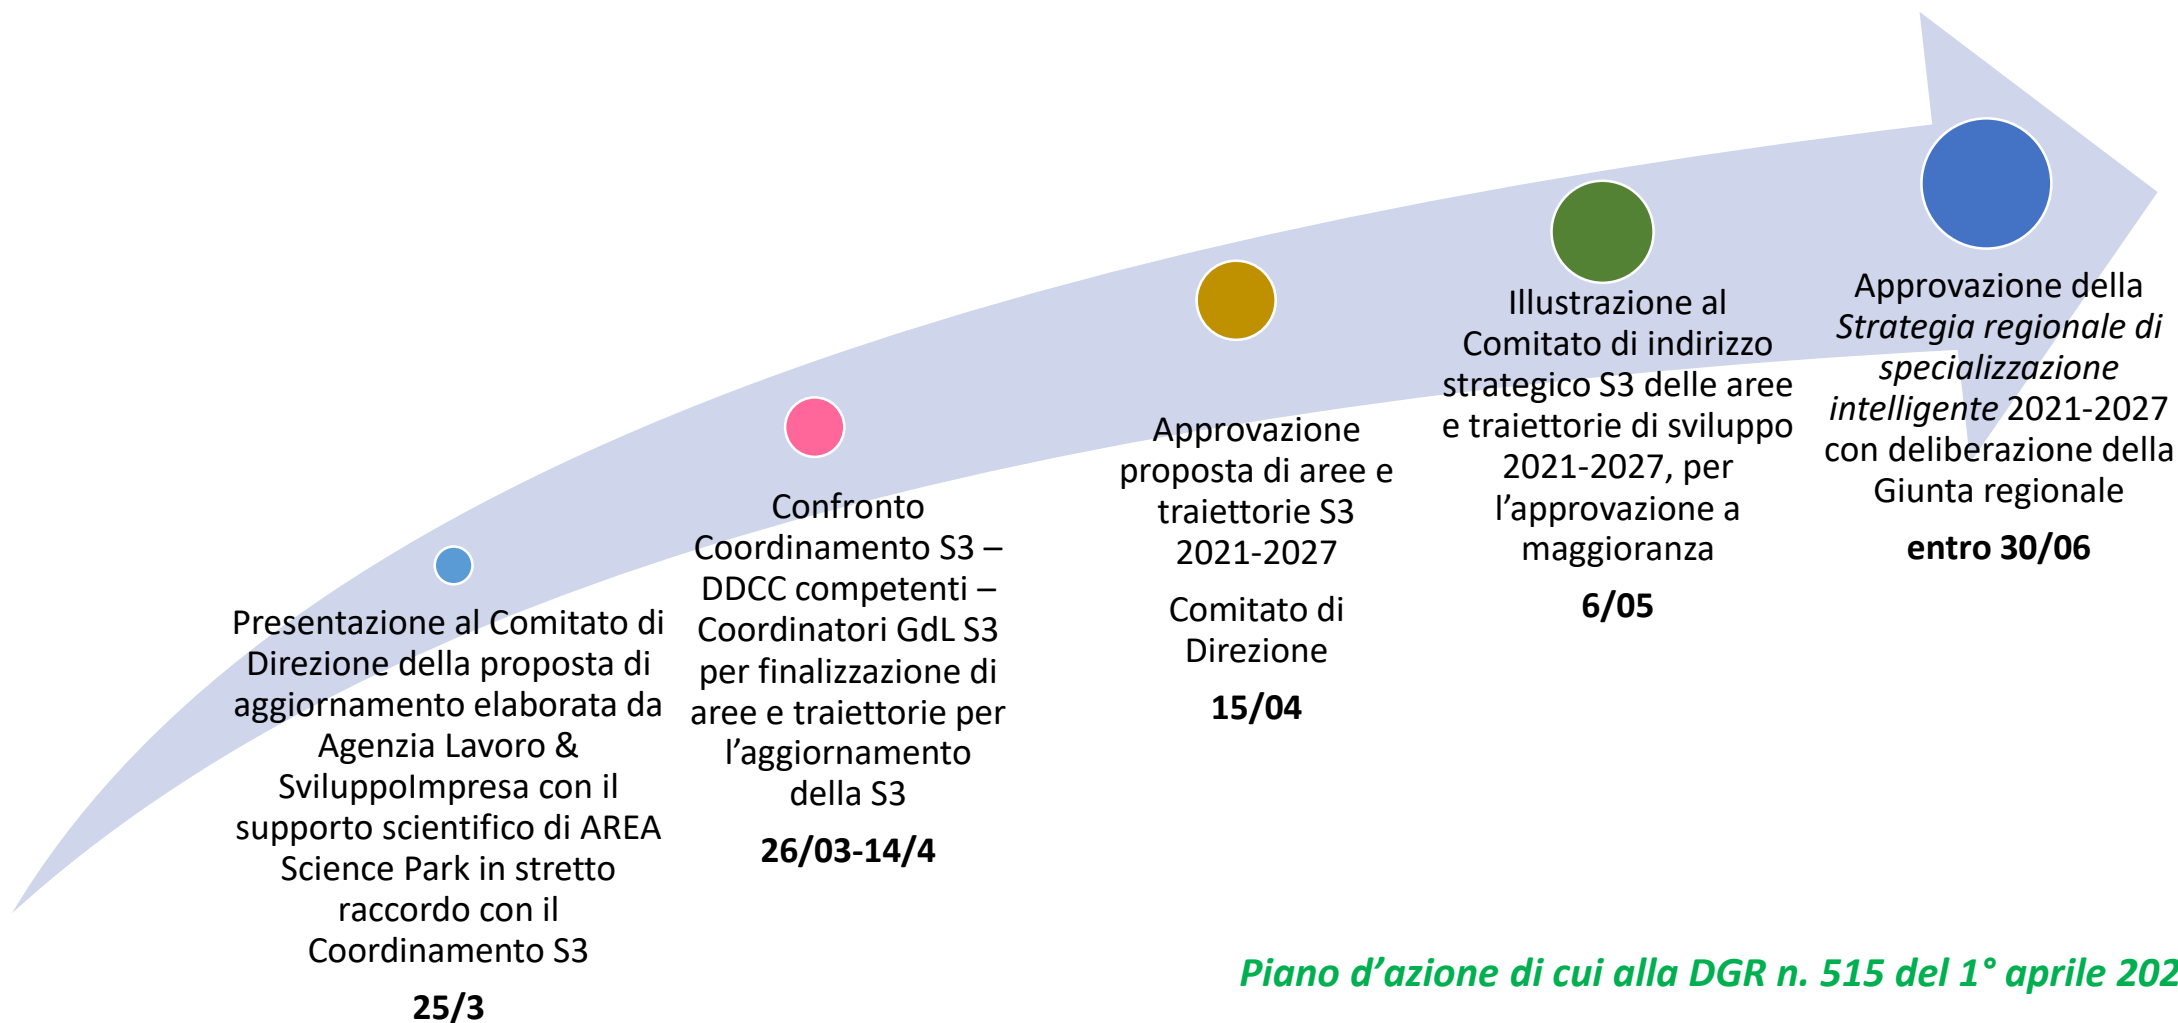 Presentazione al Comitato di
Direzione della proposta di
aggiornamento elaborata da
Agenzia Lavoro &
SviluppoImpresa con il
supporto scientifico di AREA
Science Park in stretto
raccordo con il
Coordinamento S3
25/3
Confronto
Coordinamento S3 –
DDCC competenti –
Coordinatori GdL S3
per finalizzazione di
aree e traiettorie per
l’aggiornamento
della S3
26/03-14/4
Approvazione
proposta di aree e
traiettorie S3
2021-2027
Comitato di
Direzione
15/04
Illustrazione al
Comitato di indirizzo
strategico S3 delle aree
e traiettorie di sviluppo
2021-2027, per
l’approvazione a
maggioranza
6/05
Approvazione della
Strategia regionale di
specializzazione
intelligente 2021-2027
con deliberazione della
Giunta regionale
entro 30/06
Piano d’azione di cui alla DGR n. 515 del 1° aprile 202